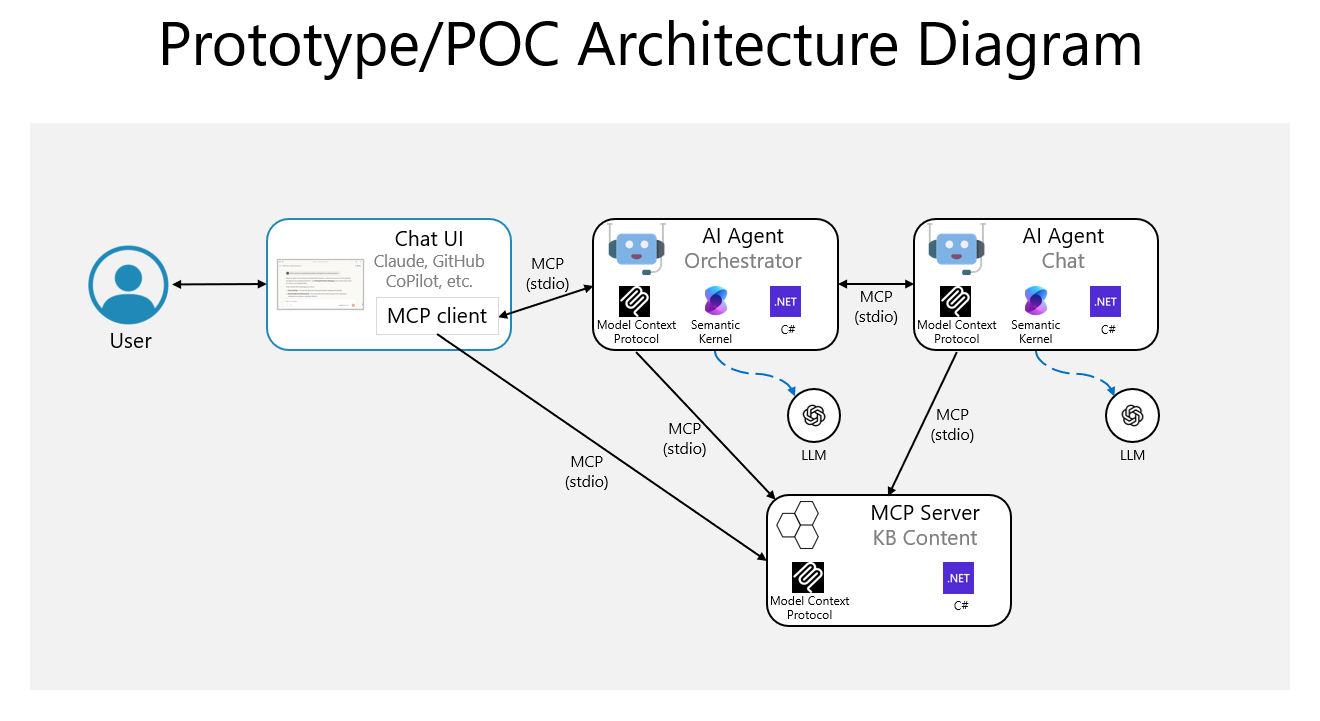 Prototype/POC Architecture Diagram
User
Chat UI
Claude, GitHub
CoPilot, etc.
MCP client
MCP
(stdio)
AI Agent
Orchestrator
Model Context
Protocol
Semantic
Kernel
.NET
C#
MCP
(stdio)
AI Agent
Chat
Model Context
Protocol
Semantic
Kernel
.NET
C#
MCP
(stdio)
MCP
(stdio)
LLM
MCP
(stdio)
LLM
MCP Server
KB Content
Model Context
Protocol
.NET
C#